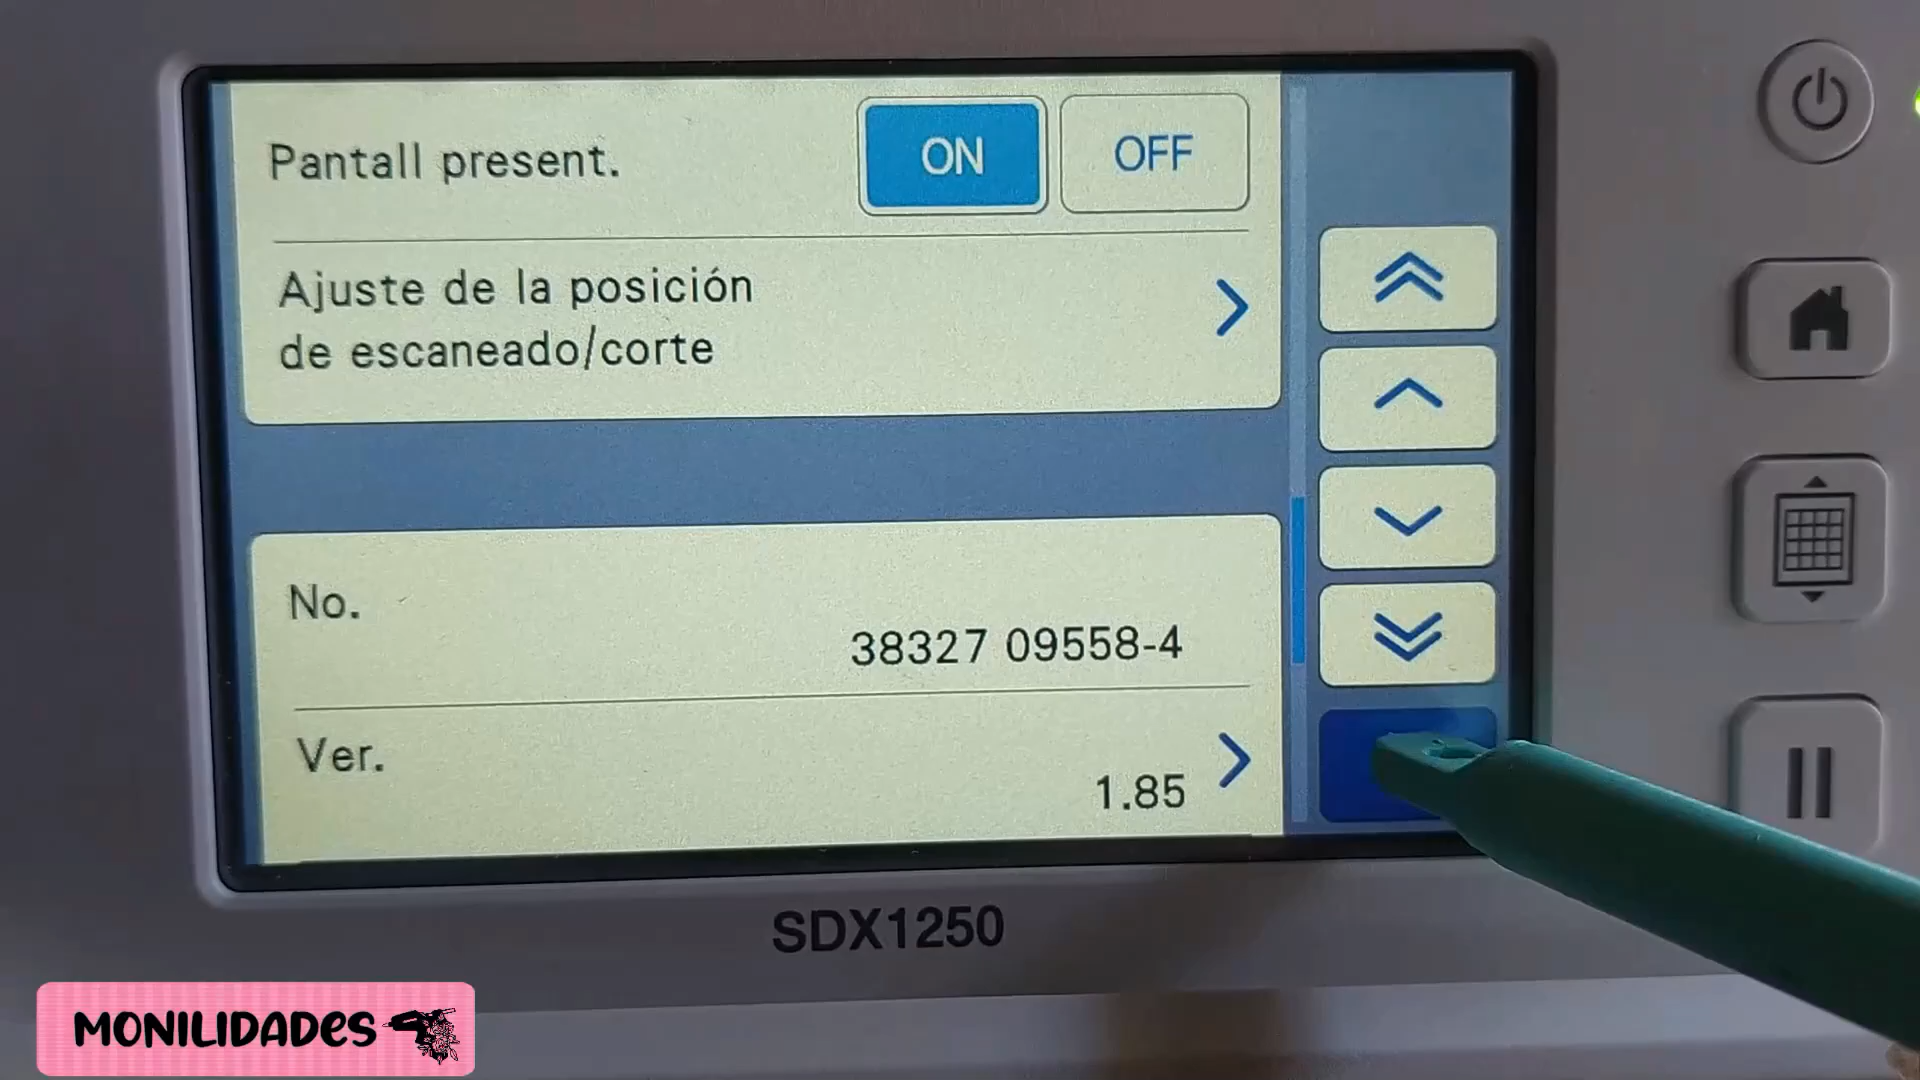 Pantall present.
ON
OFF
Ajuste de la posición
de escaneado/corte
No.
38327 09558-4
Ver.
1.85
SDX1250
MONILIDADES